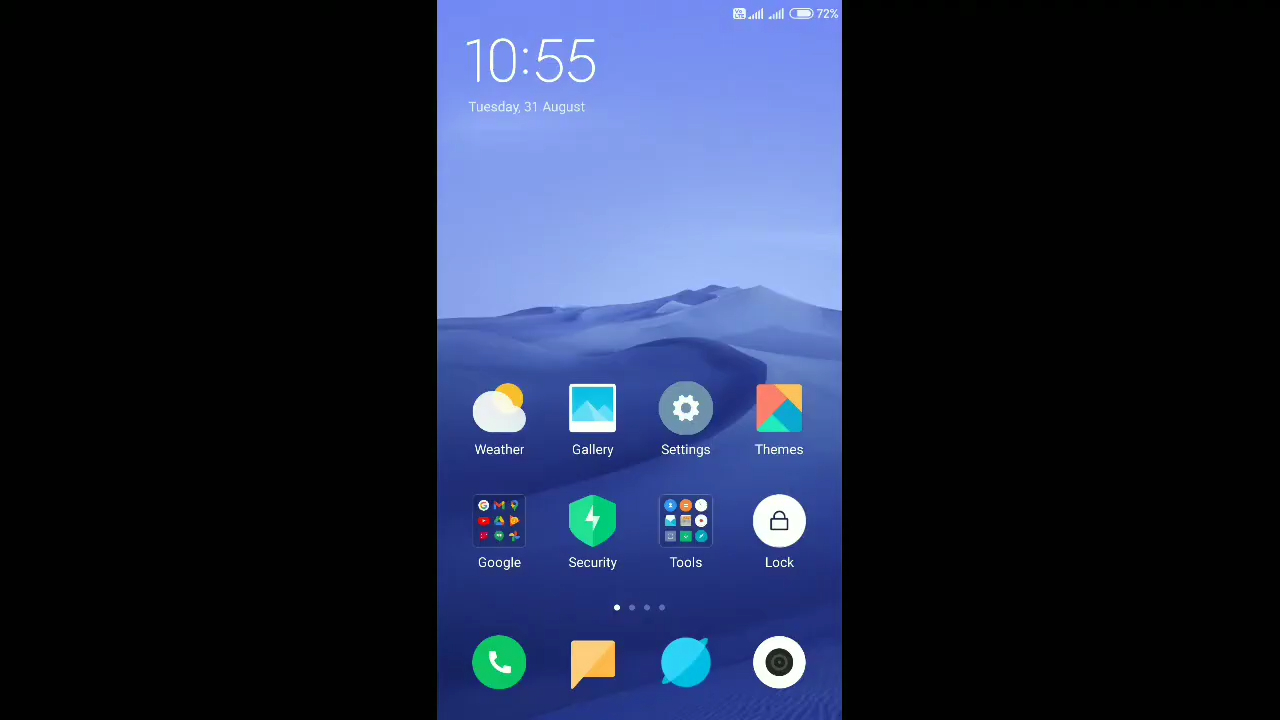 72%
10:55
Tuesday, 31 August
Weather Gallery Settings Themes
Google Security Tools Lock